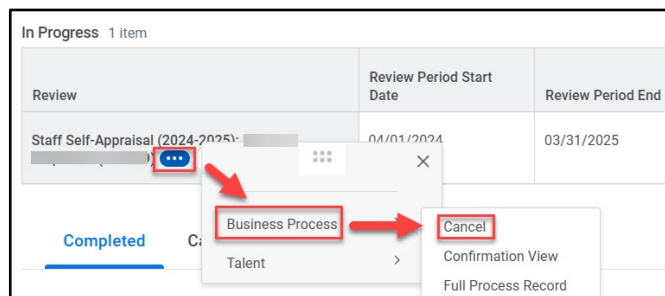 In Progress 1 item
Review
Review Period Start
Date
Review Period End
Staff Self-Appraisal (2024-2025):
04/01/2024
03/31/2025
Completed
Business Process
Talent
Cancel
Confirmation View
Full Process Record